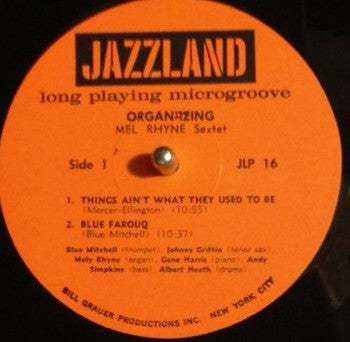 JAZZLAND
long playing microgroove
ORGAN-IZING
MEL RHYNE Sextet
Side 1
JLP 16
1. THINGS AIN'T WHAT THEY USED TO BE
(Mercer-Ellington) (10:55)
2. BLUE FAROUQ
(Blue Mitchell) (10:37)
Blue Mitchell (trumpet), Johnny Griffin (tenor sax),
Mely Rhyne (organ), Gene Harris (piano), Andy
Simpkins (bass), Albert Heath (drums)
BILL GRAUER PRODUCTIONS INC. NEW YORK CITY